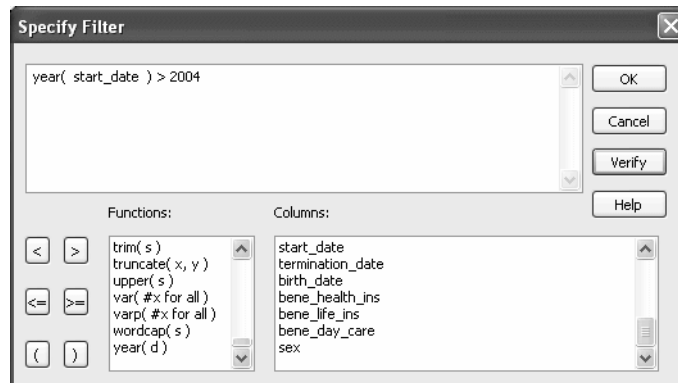 Specify Filter
year( start_date ) > 2004
OK
Cancel
Verify
Help
Functions:
Columns:
< >
<= >=
( )
trim( s )
truncate( x, y )
upper( s )
var( #x for all )
varp( #x for all )
wordcap( s )
year( d )
start_date
termination_date
birth_date
bene_health_ins
bene_life_ins
bene_day_care
sex